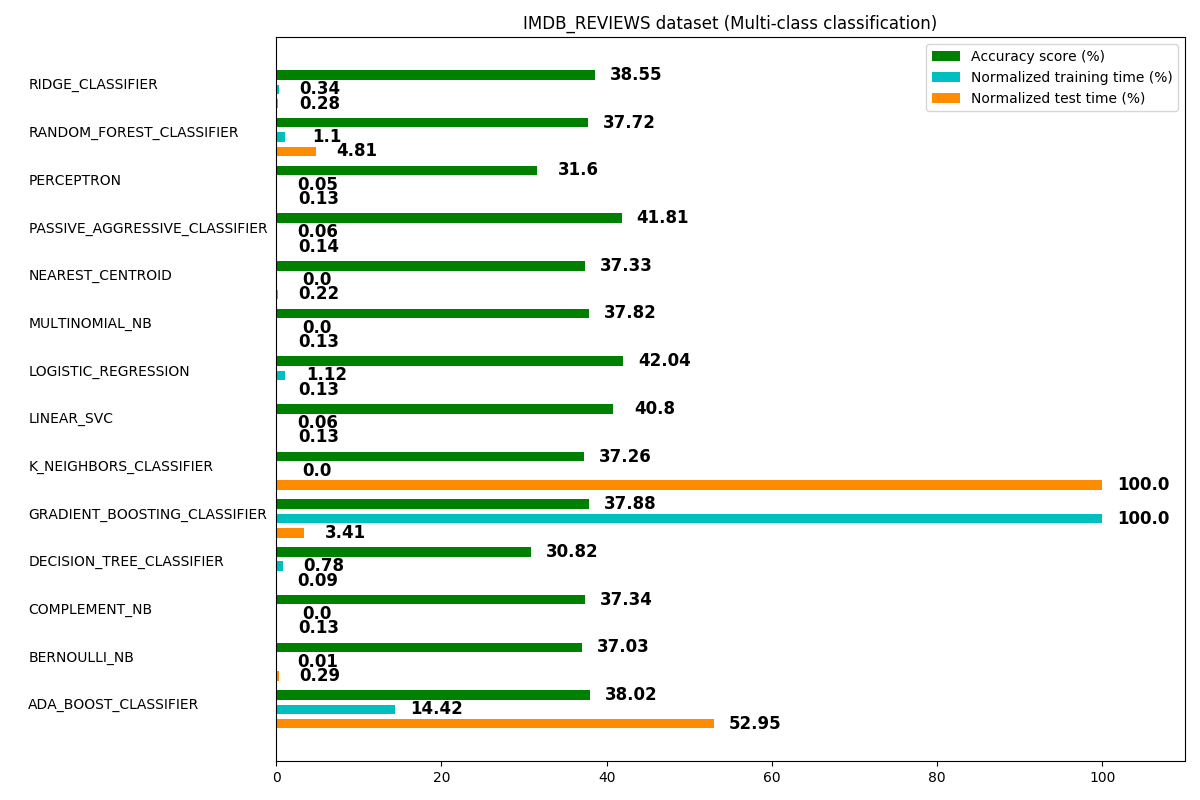 IMDB_REVIEWS dataset (Multi-class classification)
Accuracy score (%)
Normalized training time (%)
Normalized test time (%)
RIDGE_CLASSIFIER
38.55
0.34
0.28
RANDOM_FOREST_CLASSIFIER
37.72
1.1
4.81
PERCEPTRON
31.6
0.05
0.13
PASSIVE_AGGRESSIVE_CLASSIFIER
41.81
0.06
0.14
NEAREST_CENTROID
37.33
0.0
0.22
MULTINOMIAL_NB
37.82
0.0
0.13
LOGISTIC_REGRESSION
42.04
1.12
0.13
LINEAR_SVC
40.8
0.06
0.13
K_NEIGHBORS_CLASSIFIER
37.26
0.0
100.0
GRADIENT_BOOSTING_CLASSIFIER
37.88
100.0
3.41
DECISION_TREE_CLASSIFIER
30.82
0.78
0.09
COMPLEMENT_NB
37.34
0.0
0.13
BERNOULLI_NB
37.03
0.01
0.29
ADA_BOOST_CLASSIFIER
38.02
14.42
52.95
0 20 40 60 80 100